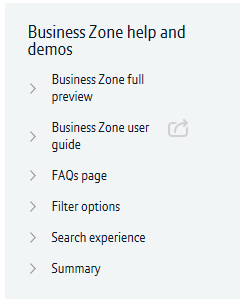 Business Zone help and
demos
Business Zone full
preview
Business Zone user
guide
FAQs page
Filter options
Search experience
Summary